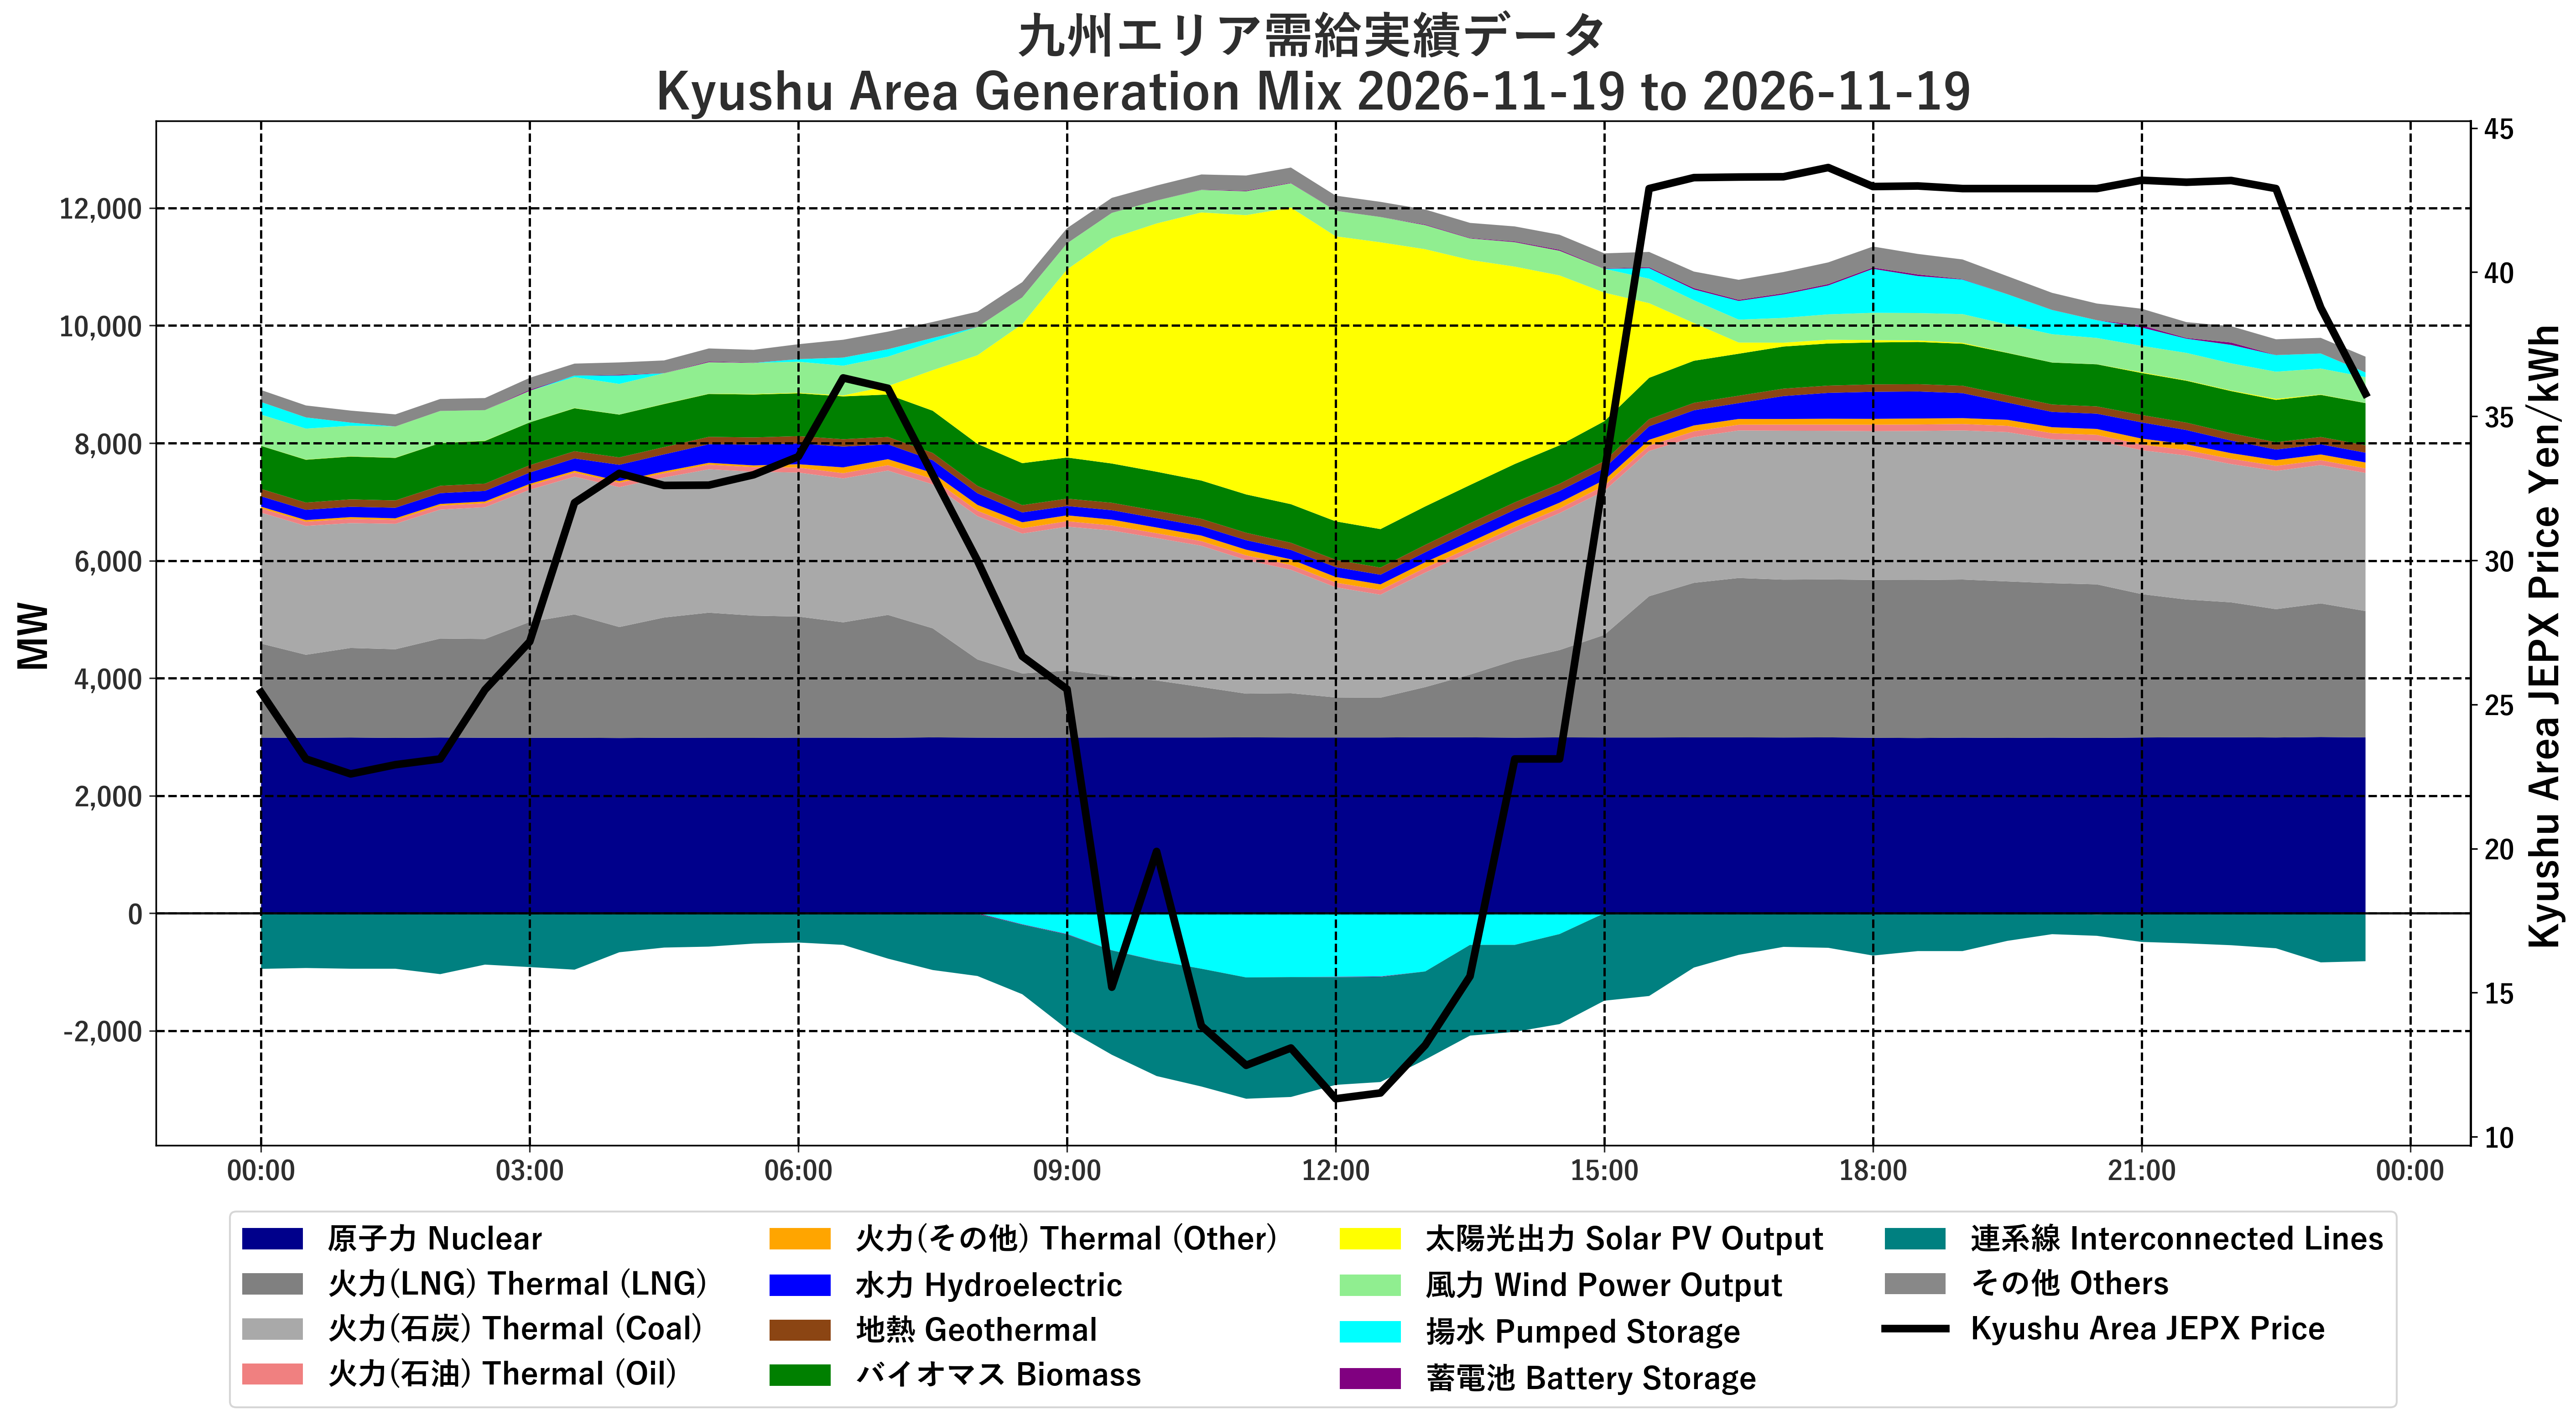 九州エリア需給実績データ
Kyushu Area Generation Mix 2026-11-19 to 2026-11-19
MW
12,000
10,000
8,000
6,000
4,000
2,000
0
-2,000
45
40
35
30
25
20
15
10
Kyushu Area JEPX Price Yen/kWh
00:00 03:00 06:00 09:00 12:00 15:00 18:00 21:00 00:00
原子力 Nuclear
火力(LNG) Thermal (LNG)
火力(石炭) Thermal (Coal)
火力(石油) Thermal (Oil)
火力(その他) Thermal (Other)
水力 Hydroelectric
地熱 Geothermal
バイオマス Biomass
太陽光出力 Solar PV Output
風力 Wind Power Output
揚水 Pumped Storage
蓄電池 Battery Storage
連系線 Interconnected Lines
その他 Others
Kyushu Area JEPX Price